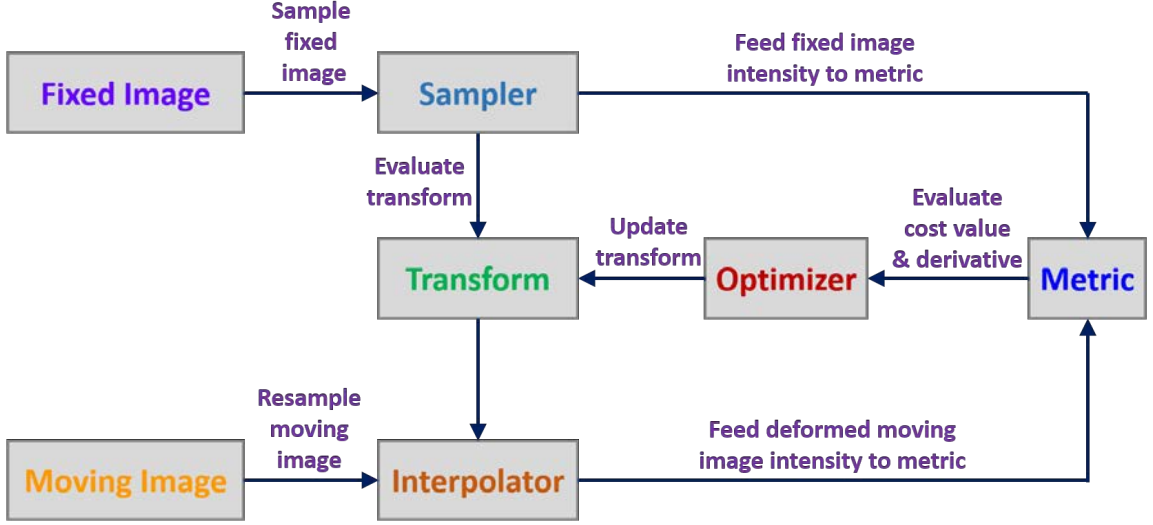 Sample
fixed
image
Feed fixed image
intensity to metric
Fixed Image
Sampler
Evaluate
transform
Update
transform
Evaluate
cost value
& derivative
Transform
Optimizer
Metric
Resample
moving
image
Feed deformed moving
image intensity to metric
Moving Image
Interpolator